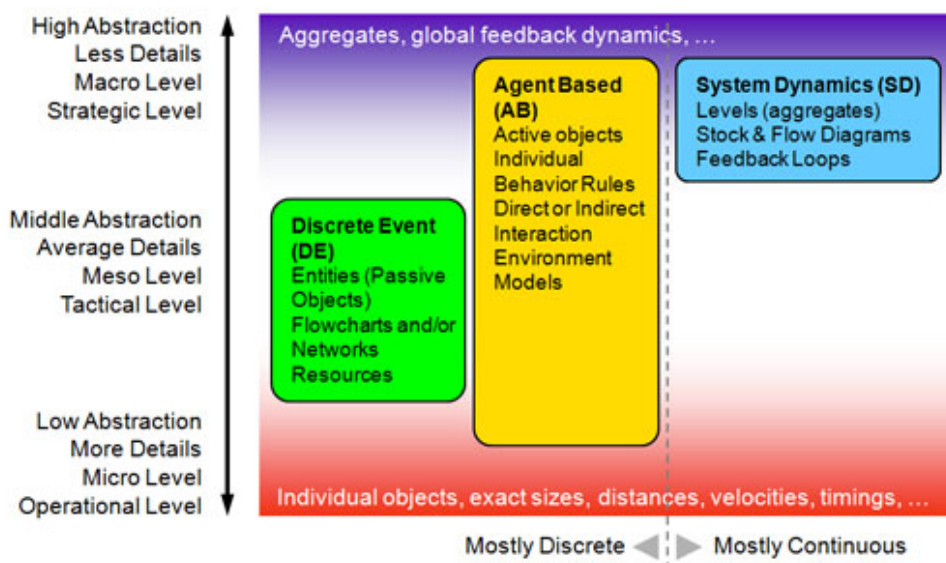 High Abstraction
Less Details
Macro Level
Strategic Level
Aggregates, global feedback dynamics, …
Agent Based
(AB)
Active objects
Individual
Behavior Rules
Direct or Indirect
Interaction
Environment
Models
System Dynamics (SD)
Levels (aggregates)
Stock & Flow Diagrams
Feedback Loops
Middle Abstraction
Average Details
Meso Level
Tactical Level
Discrete Event
(DE)
Entities (Passive
Objects)
Flowcharts and/or
Networks
Resources
Low Abstraction
More Details
Micro Level
Operational Level
Individual objects, exact sizes, distances, velocities, timings, …
Mostly Discrete
Mostly Continuous